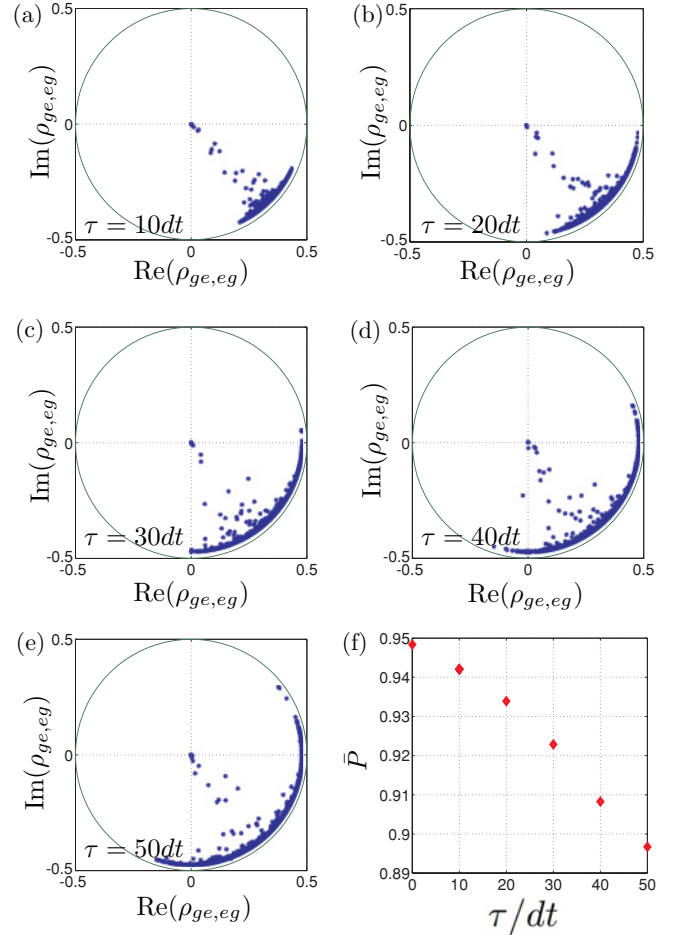 (a)
0.5
Im(ρge,eg)
0
τ = 10dt
-0.5
-0.5 0 0.5
Re(ρge,eg)
(b)
0.5
Im(ρge,eg)
0
τ = 20dt
-0.5
-0.5 0 0.5
Re(ρge,eg)
(c)
0.5
Im(ρge,eg)
0
τ = 30dt
-0.5
-0.5 0 0.5
Re(ρge,eg)
(d)
0.5
Im(ρge,eg)
0
τ = 40dt
-0.5
-0.5 0 0.5
Re(ρge,eg)
(e)
0.5
Im(ρge,eg)
0
τ = 50dt
-0.5
-0.5 0 0.5
Re(ρge,eg)
(f)
0.95
0.94
0.93
P̄
0.92
0.91
0.9
0.89
0 10 20 30 40 50
τ/dt